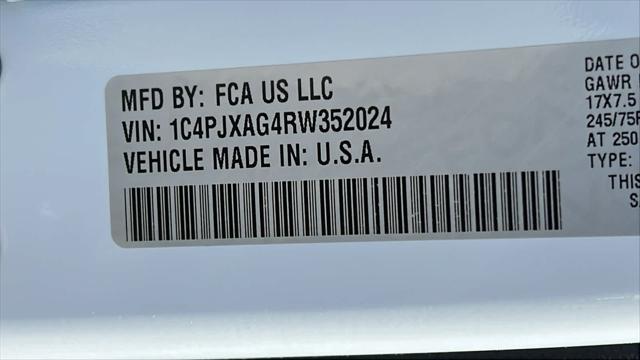 MFD BY: FCA US LLC
VIN: 1C4PJXAG4RW352024
VEHICLE MADE IN: U.S.A.
DATE O
GAWR
17X7.5
245/75
AT 250
TYPE:
THIS